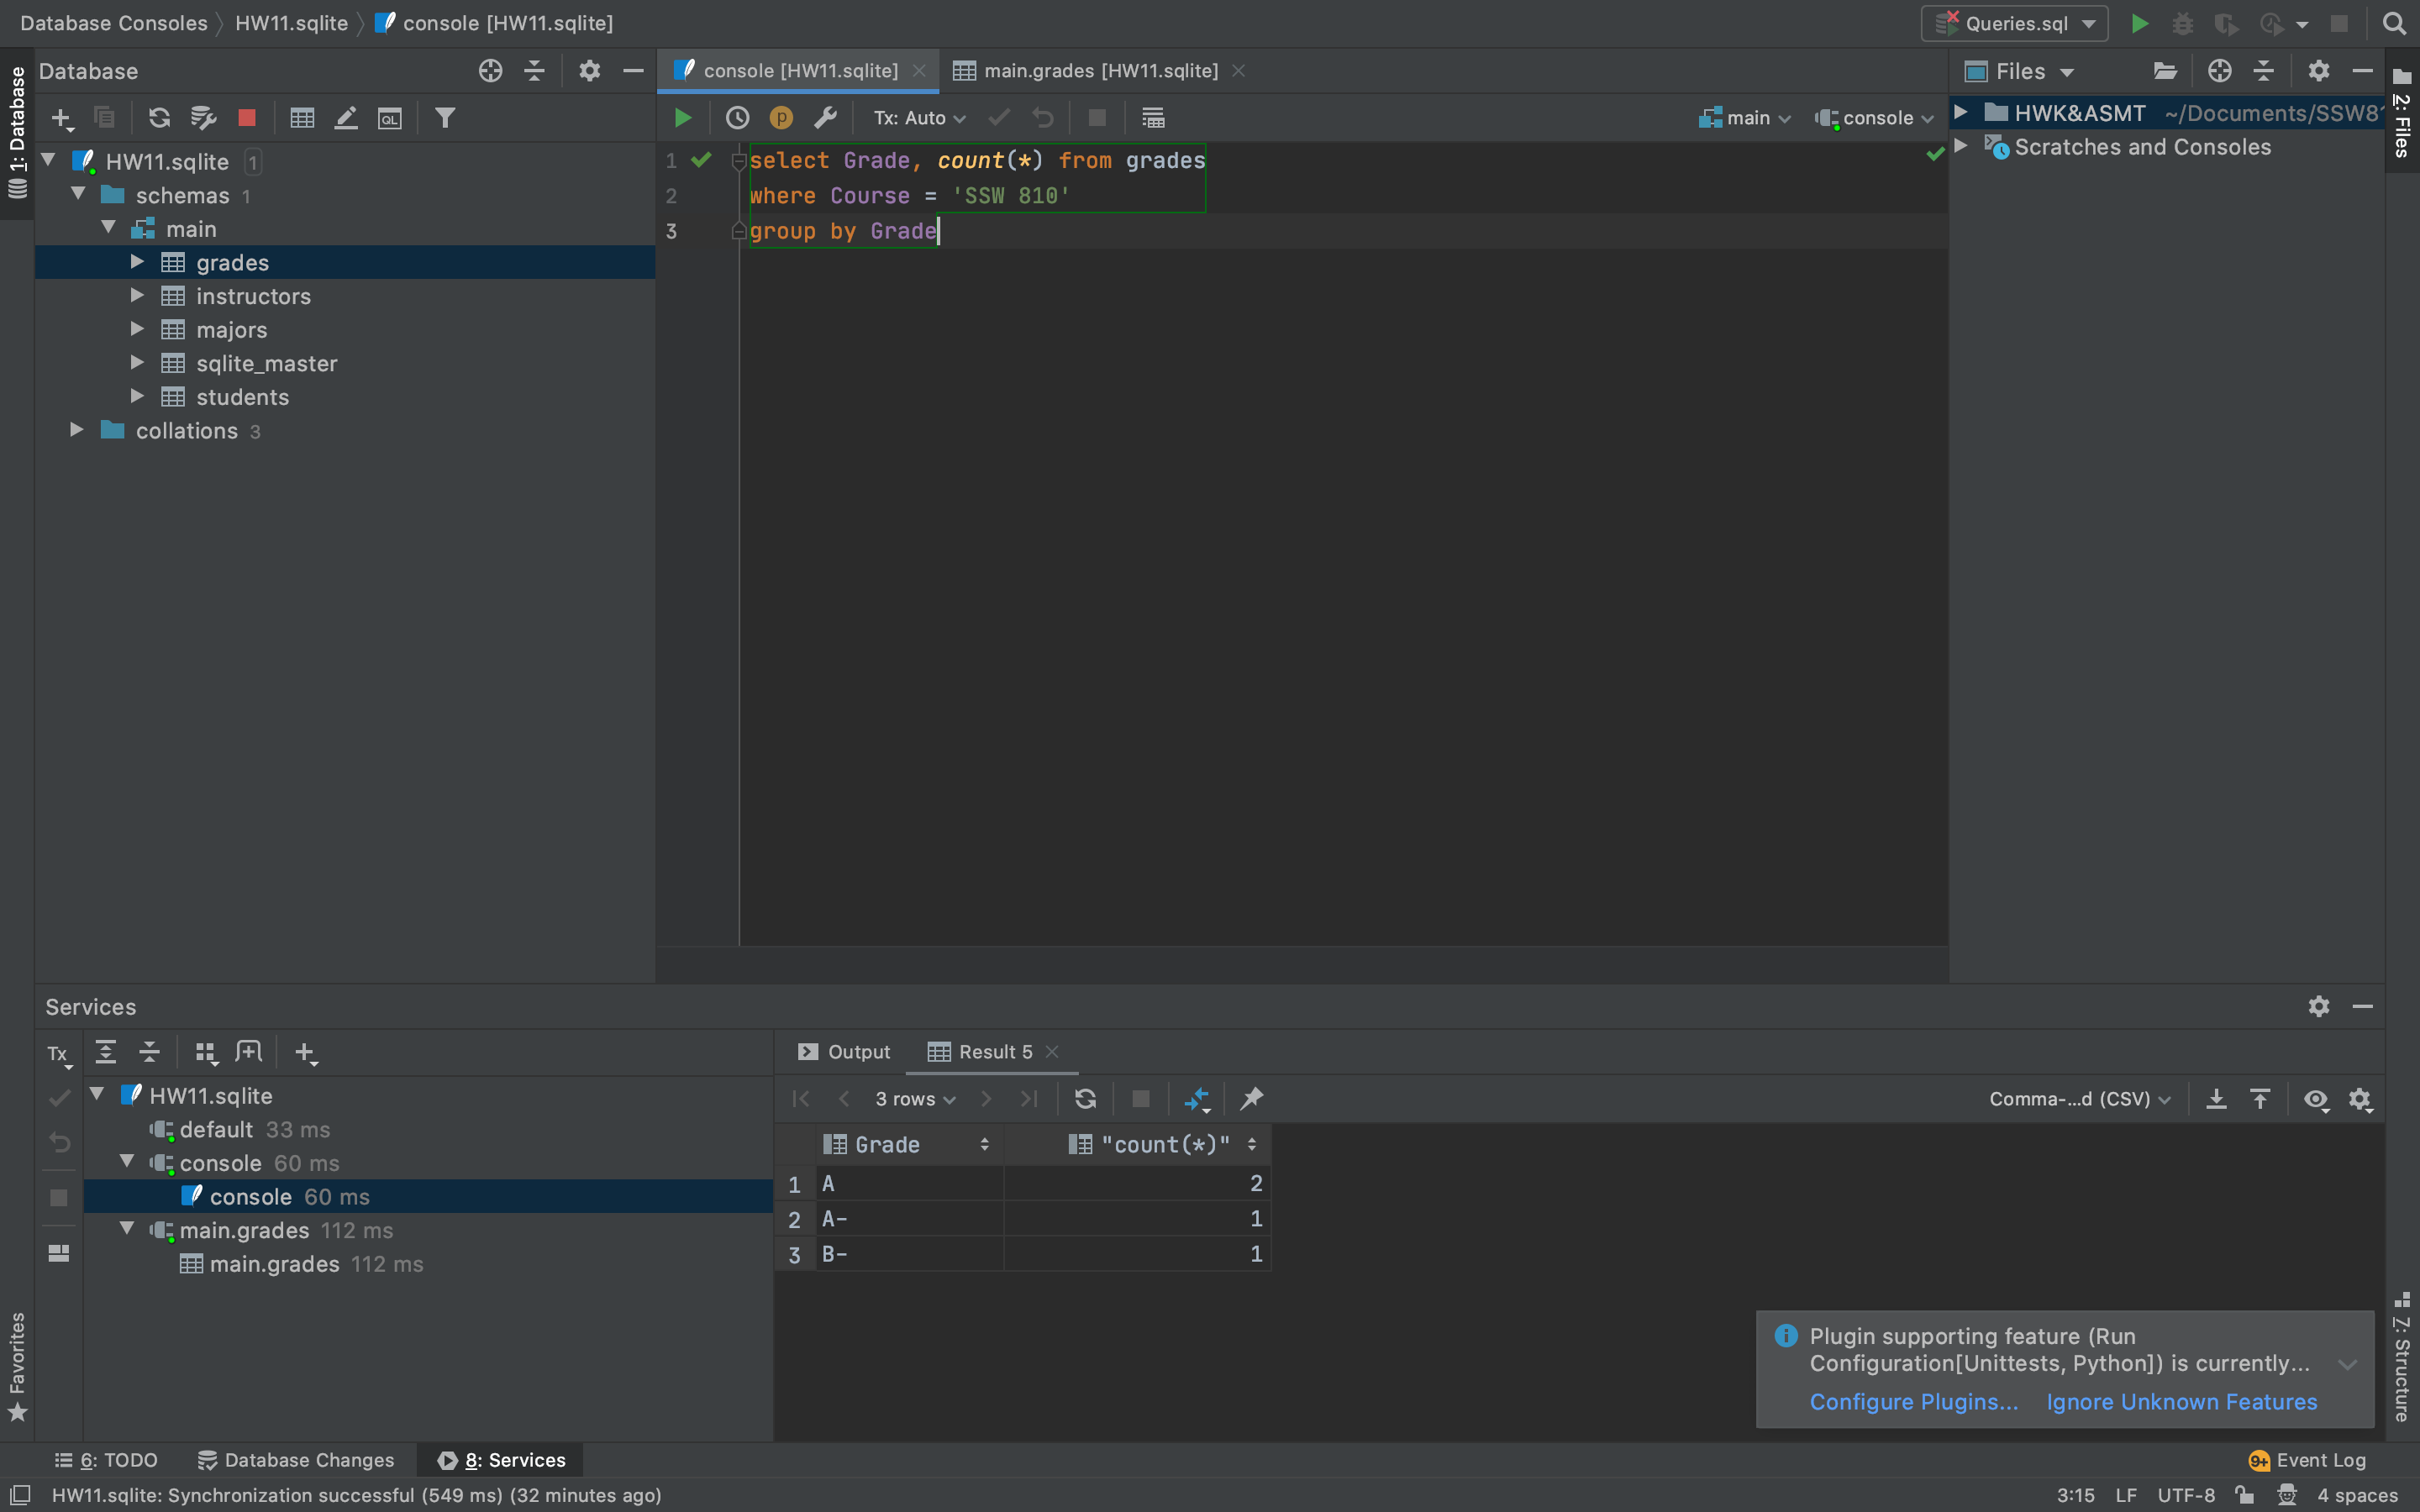 Database Consoles HW11.sqlite console [HW11.sqlite] Queries.sql
1: Database
Database
HW11.sqlite 1
schemas 1
main
grades
instructors
majors
sqlite_master
students
collations 3
console [HW11.sqlite] main.grades [HW11.sqlite]
p Tx: Auto main console
1 select Grade, count(*) from grades
2 where Course = 'SSW 810'
3 group by Grade
Files
HWK&ASMT ~/Documents/SSW81
Scratches and Consoles
2: Files
Services
Tx
HW11.sqlite
default 33 ms
console 60 ms
console 60 ms
main.grades 112 ms
main.grades 112 ms
Output Result 5
3 rows Comma-...d (CSV)
Grade "count(*)"
1 A 2
2 A- 1
3 B- 1
Plugin supporting feature (Run
Configuration[Unittests, Python]) is currently...
Configure Plugins... Ignore Unknown Features
Favorites
7: Structure
6: TODO Database Changes 8: Services 9+ Event Log
HW11.sqlite: Synchronization successful (549 ms) (32 minutes ago) 3:15 LF UTF-8 4 spaces